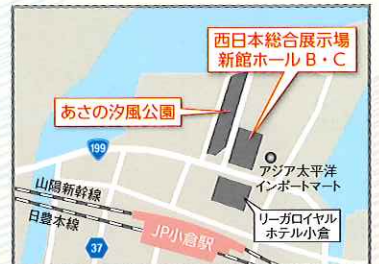 西日本総合展示場
新館ホール B・C
あさの汐風公園
199
アジア太平洋
インポートマート
山陽新幹線
日豊本線
JP小倉駅
リーガロイヤル
ホテル小倉
37